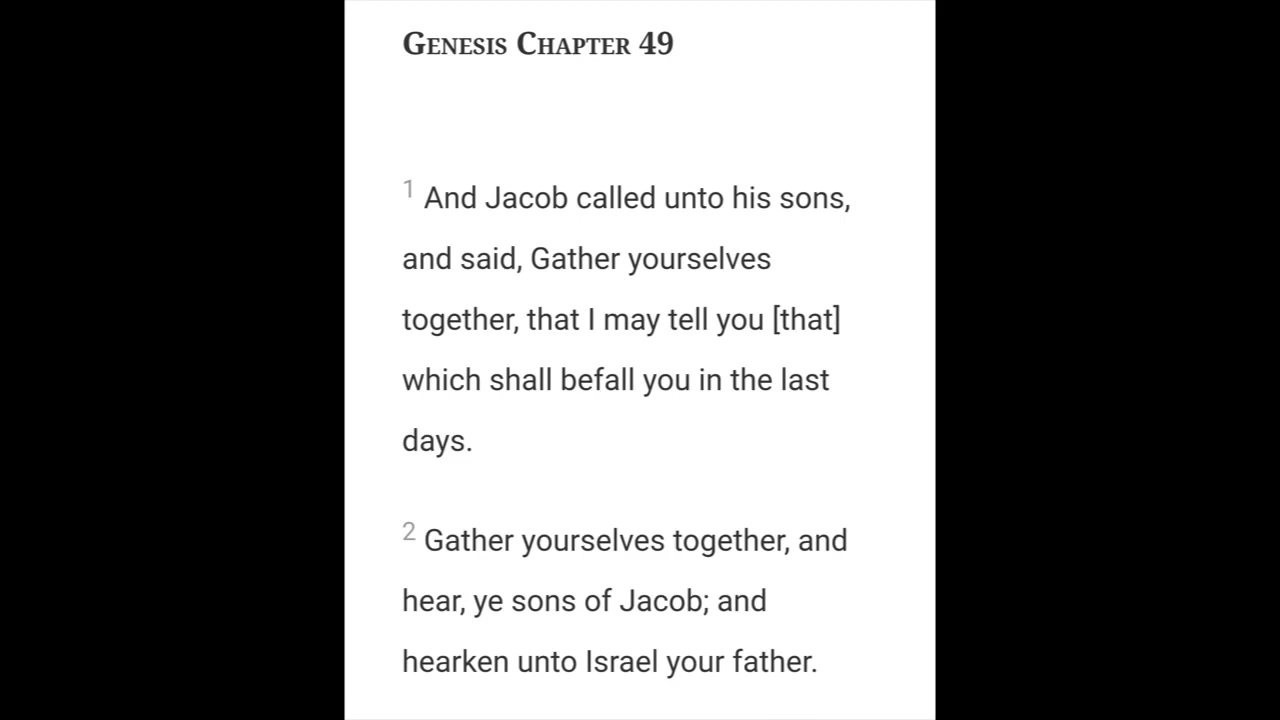 Genesis Chapter 49
1 And Jacob called unto his sons,
and said, Gather yourselves
together, that I may tell you [that]
which shall befall you in the last
days.
2 Gather yourselves together, and
hear, ye sons of Jacob; and
hearken unto Israel your father.